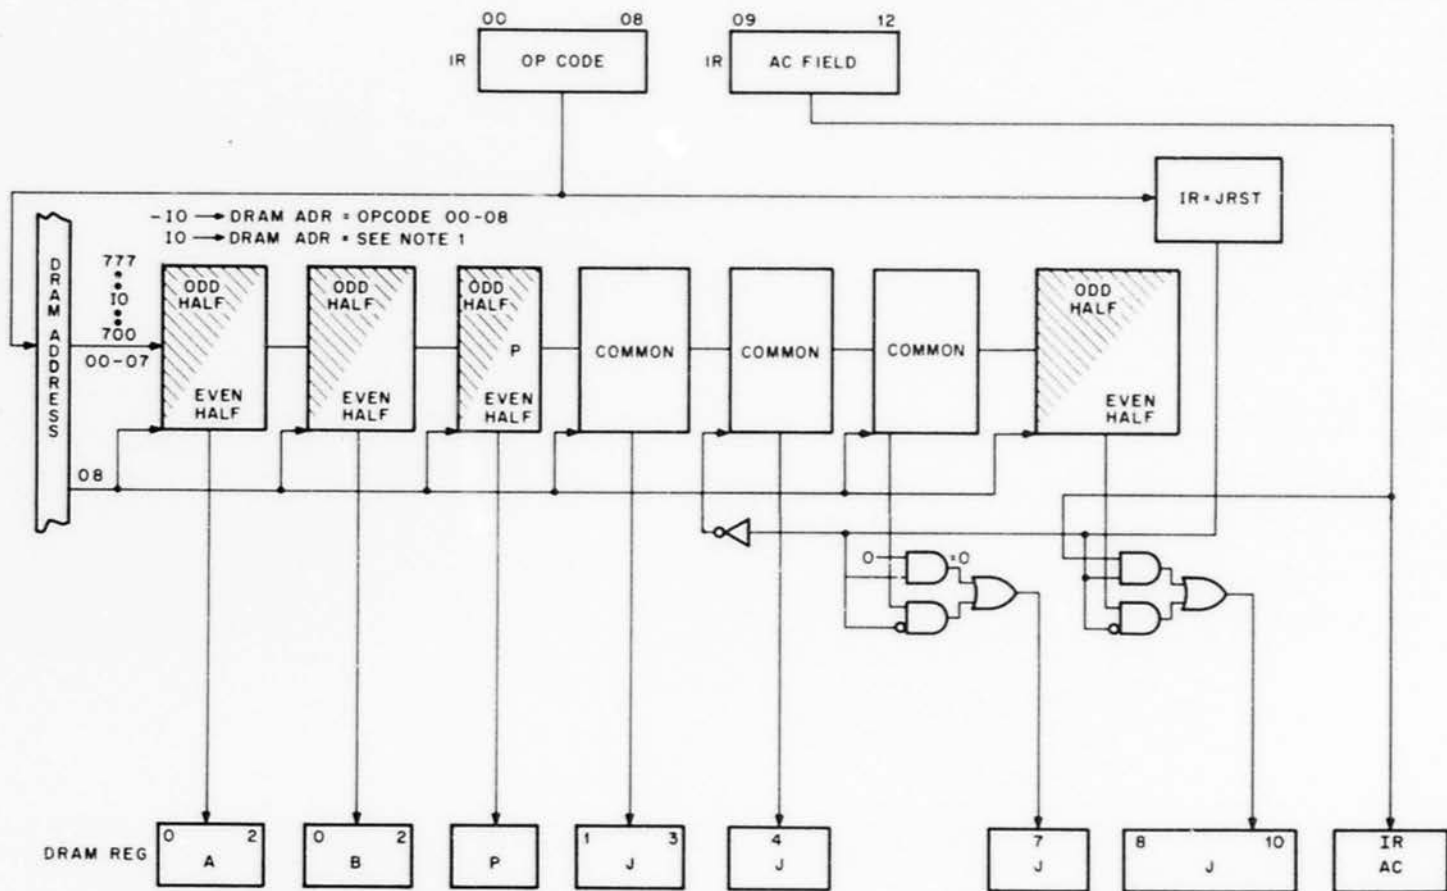 00 08 09 12
IR OP CODE IR AC FIELD
IR = JRST
-IO → DRAM ADR = OPCODE 00-08
IO → DRAM ADR = SEE NOTE 1
DRAM ADDRESS
777
IO
700
00-07
ODD HALF
EVEN HALF
ODD HALF
EVEN HALF
ODD HALF
P
EVEN HALF
COMMON
COMMON
COMMON
ODD HALF
EVEN HALF
08
0 =0
DRAM REG
0 2
A
0 2
B
P
1 3
J
4
J
7
J
8 10
J
IR
AC